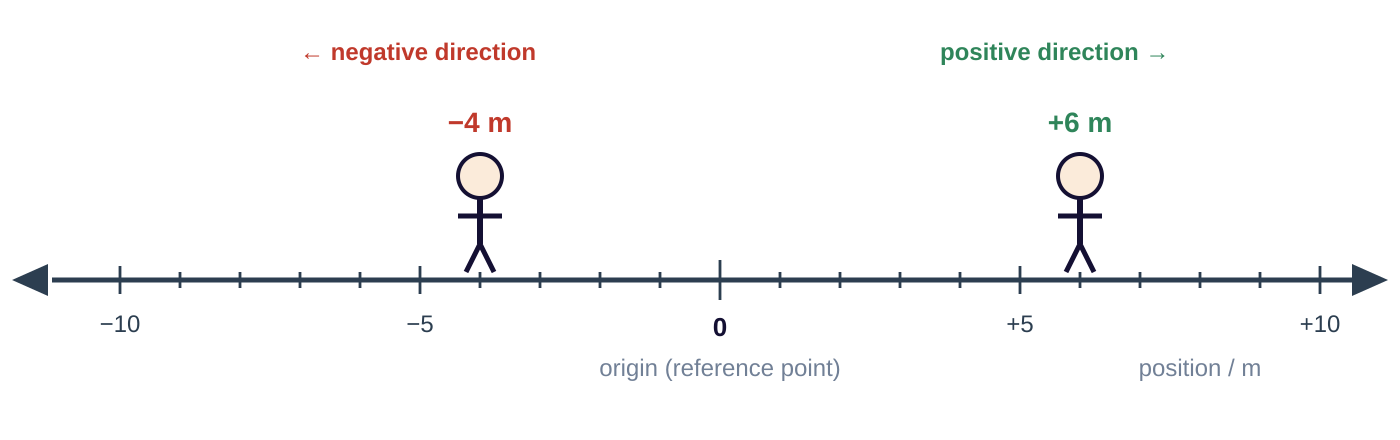 ← negative direction
positive direction →
−4 m
+6 m
−10
−5
0
+5
+10
origin (reference point)
position / m